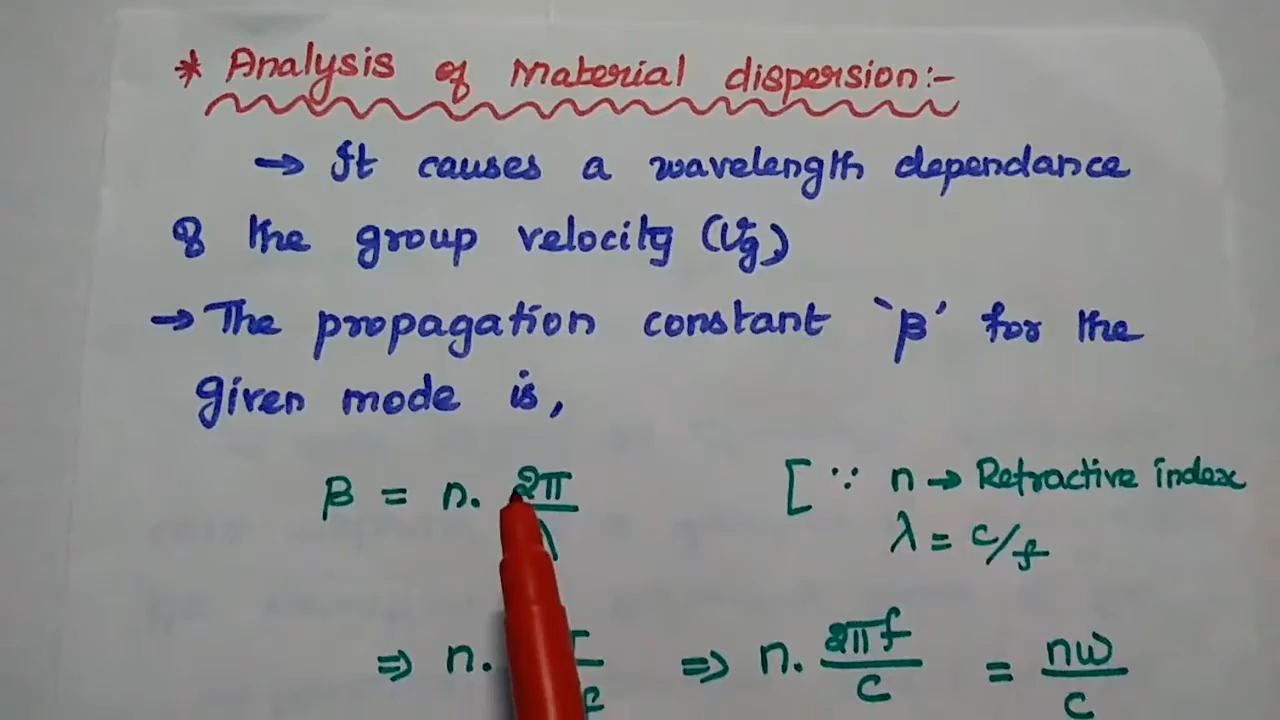 * Analysis of Material dispersion:-
→ It causes a wavelength dependance
of the group velocity (Vg)
→ The propagation constant `β' for the
given mode is,
β = n. 2π/λ [∵ n → Refractive index
λ = c/f
⇒ n. ⇒ n. 2πf/c = nω/c